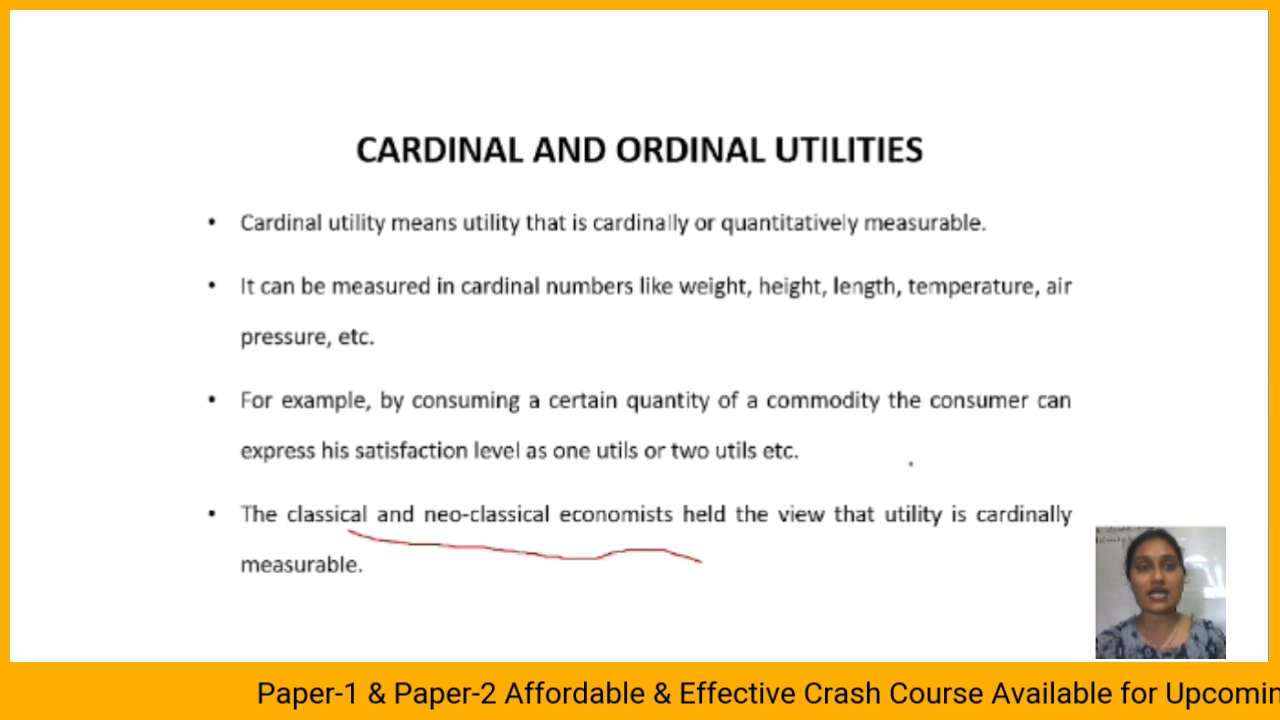 CARDINAL AND ORDINAL UTILITIES
• Cardinal utility means utility that is cardinally or quantitatively measurable.
• It can be measured in cardinal numbers like weight, height, length, temperature, air
pressure, etc.
• For example, by consuming a certain quantity of a commodity the consumer can
express his satisfaction level as one utils or two utils etc.
• The classical and neo-classical economists held the view that utility is cardinally
measurable.
Paper-1 & Paper-2 Affordable & Effective Crash Course Available for Upcomin